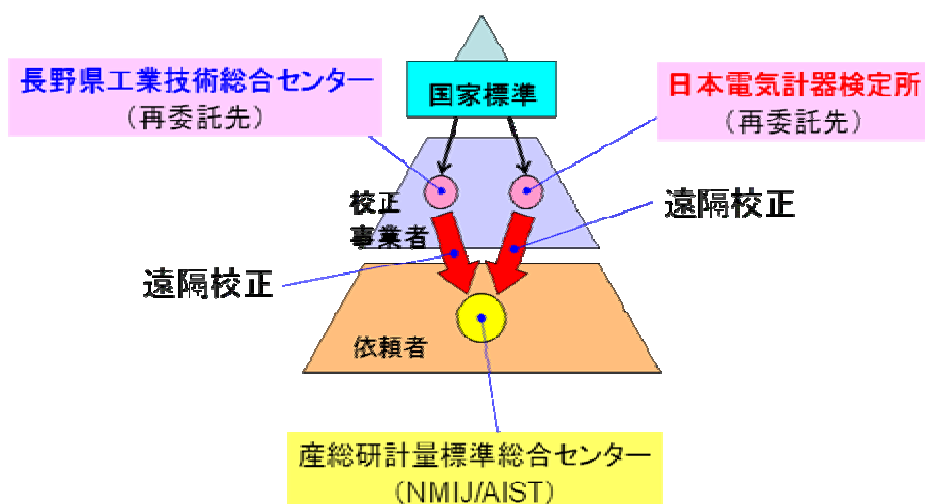 長野県工業技術総合センター
（再委託先）
国家標準
日本電気計器検定所
（再委託先）
校正
事業者
遠隔校正
遠隔校正
依頼者
産総研計量標準総合センター
（NMIJ/AIST）